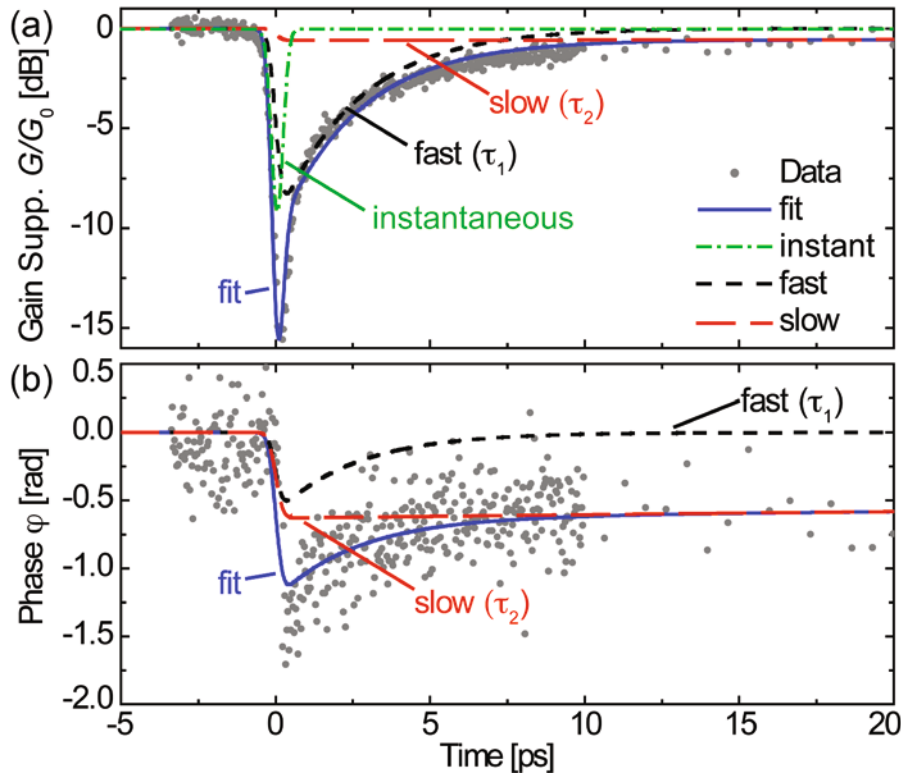 (a)
Gain Supp. G/G₀ [dB]
0
-5
-10
-15
slow (τ₂)
fast (τ₁)
instantaneous
fit
Data
fit
instant
fast
slow
(b)
Phase φ [rad]
0.5
0.0
-0.5
-1.0
-1.5
-2.0
fast (τ₁)
fit
slow (τ₂)
-5 0 5 10 15 20
Time [ps]